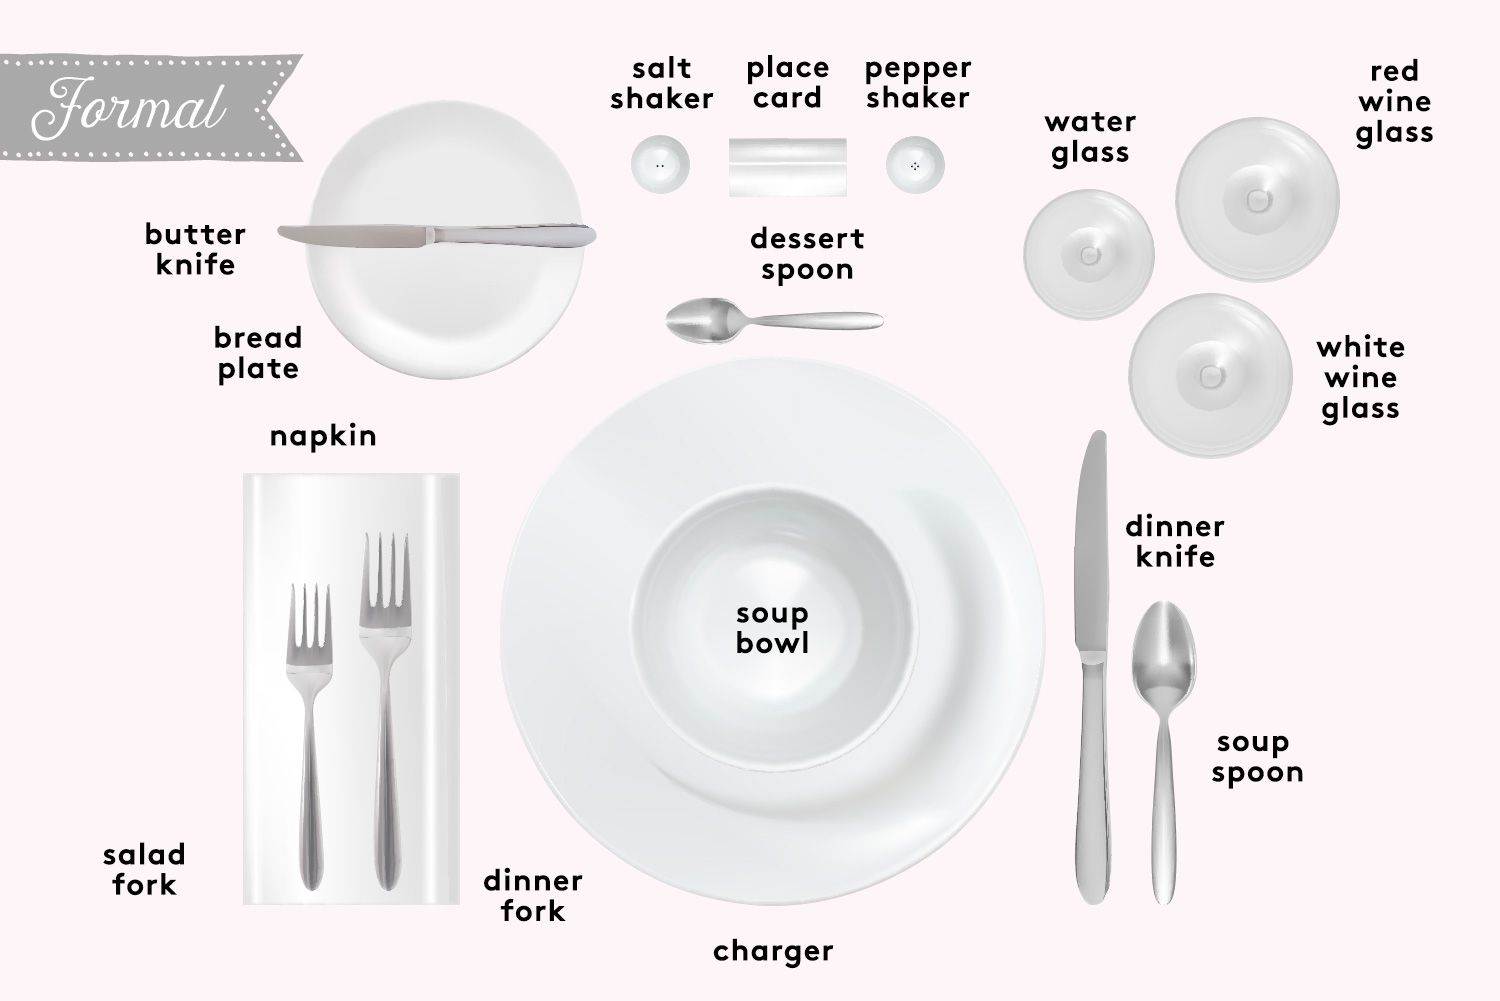 Formal
salt
shaker
place
card
pepper
shaker
red
wine
glass
water
glass
butter
knife
dessert
spoon
bread
plate
white
wine
glass
napkin
dinner
knife
soup
bowl
soup
spoon
salad
fork
dinner
fork
charger